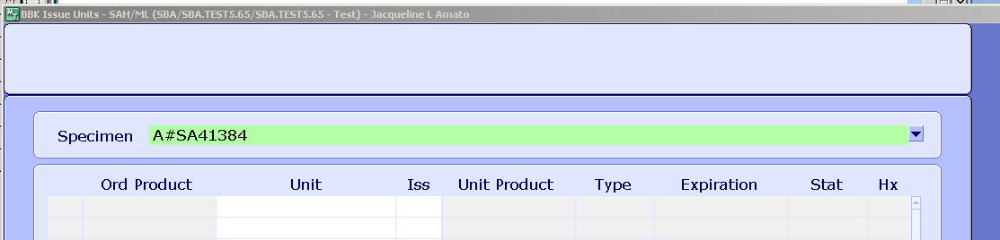 BBK Issue Units - SAH/ML (SBA/SBA.TEST5.65/SBA.TEST5.65 - Test) - Jacqueline L Amato
Specimen A#SA41384
Ord Product Unit Iss Unit Product Type Expiration Stat Hx